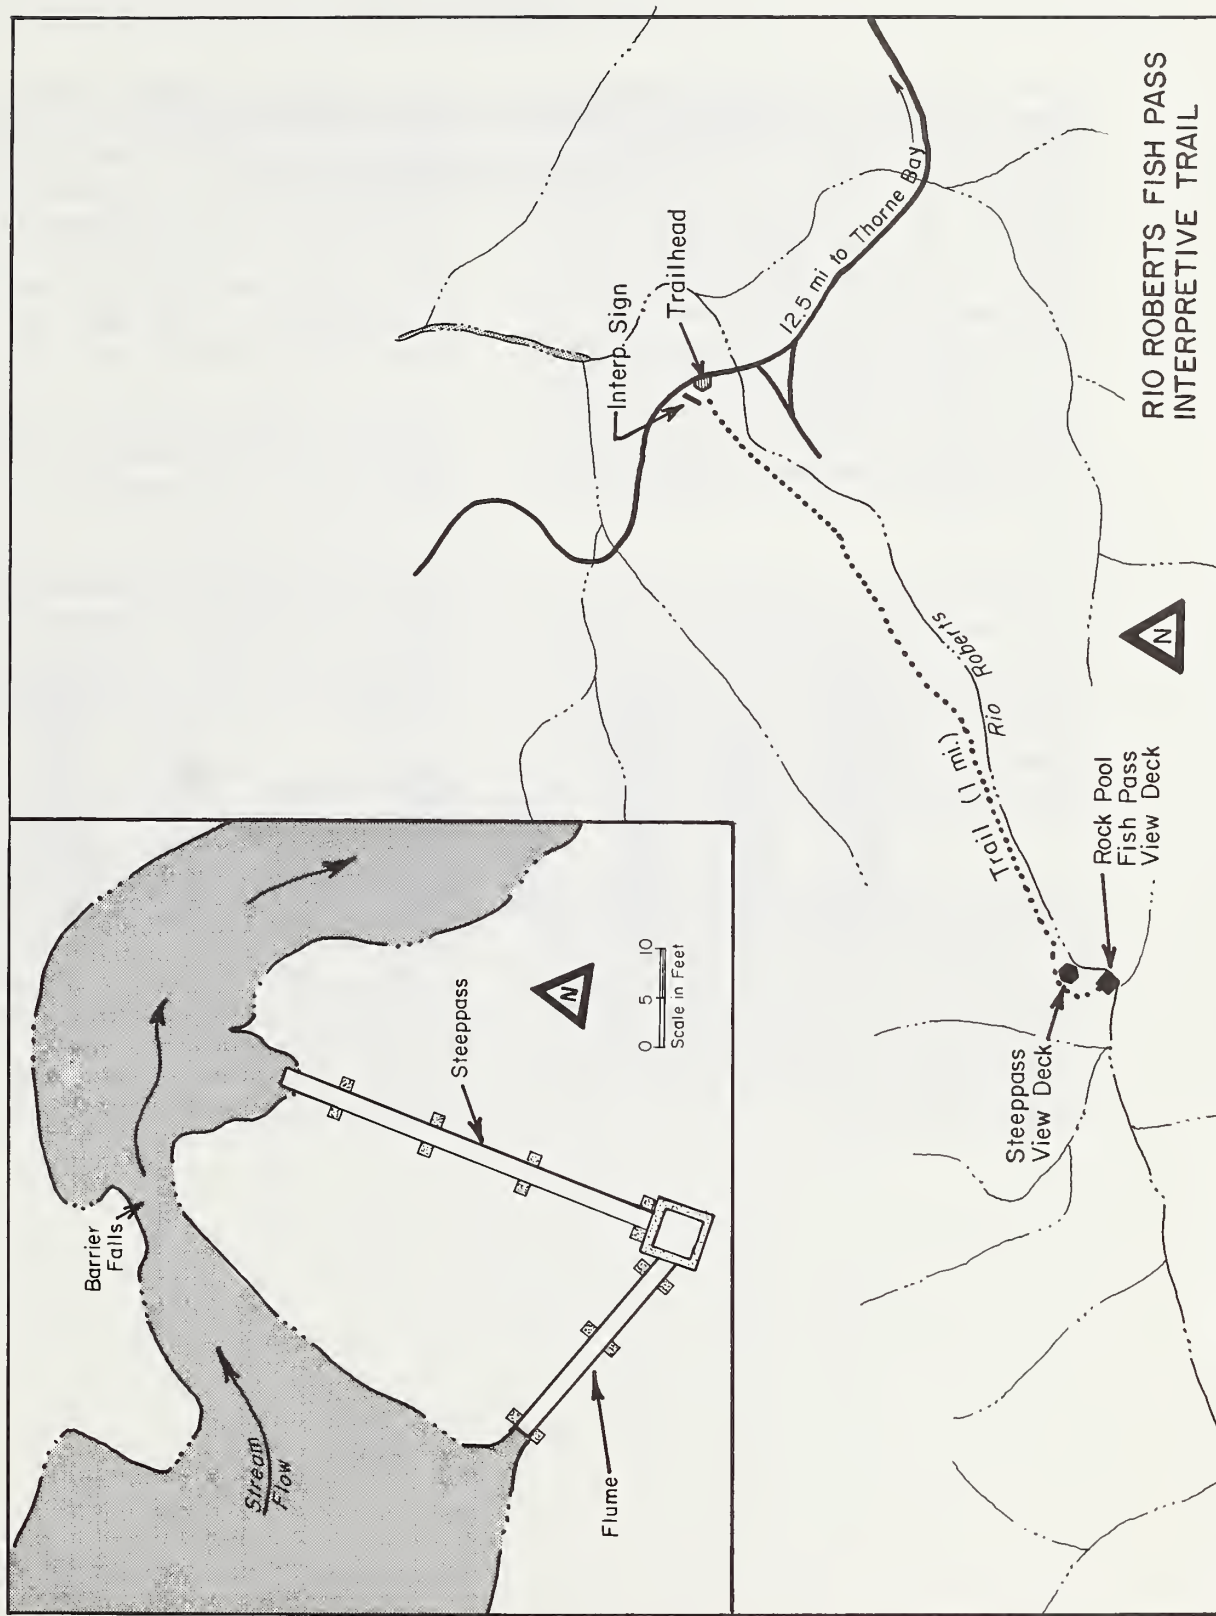 Barrier
Falls
Stream
Flow
Steeppass
Flume
N
0 5 10
Scale in Feet
Interp. Sign
Trailhead
12.5 mi to Thorne Bay
Rio Roberts
Trail (1 mi.)
Steeppass
View Deck
Rock Pool
Fish Pass
View Deck
N
RIO ROBERTS FISH PASS
INTERPRETIVE TRAIL